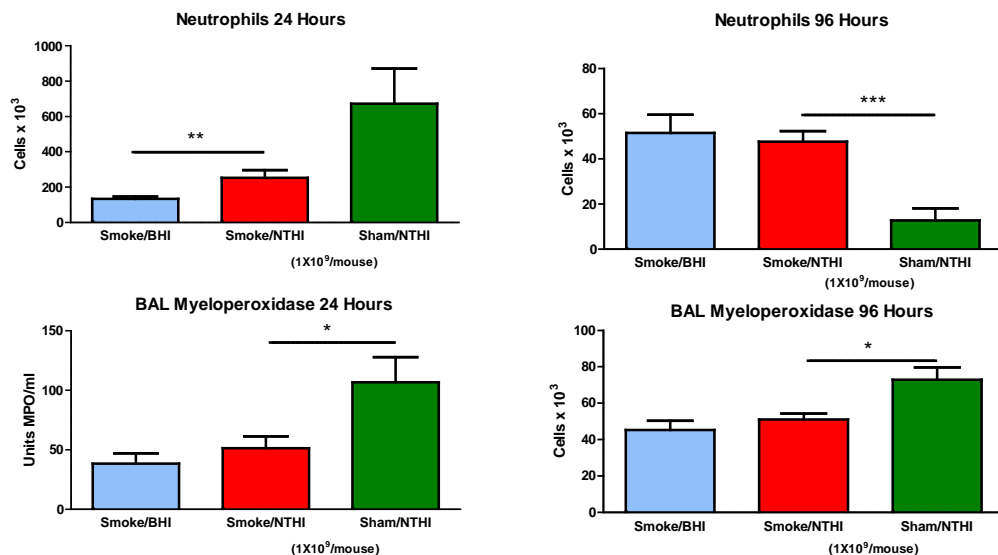 Neutrophils 24 Hours
1000
800
600
400
200
0
Cells x 10³
**
Smoke/BHI Smoke/NTHI Sham/NTHI
(1X10⁹/mouse)
Neutrophils 96 Hours
80
60
40
20
0
Cells x 10³
***
Smoke/BHI Smoke/NTHI Sham/NTHI
(1X10⁹/mouse)
BAL Myeloperoxidase 24 Hours
150
100
50
0
Units MPO/ml
*
Smoke/BHI Smoke/NTHI Sham/NTHI
(1X10⁹/mouse)
BAL Myeloperoxidase 96 Hours
100
80
60
40
20
0
Cells x 10³
*
Smoke/BHI Smoke/NTHI Sham/NTHI
(1X10⁹/mouse)